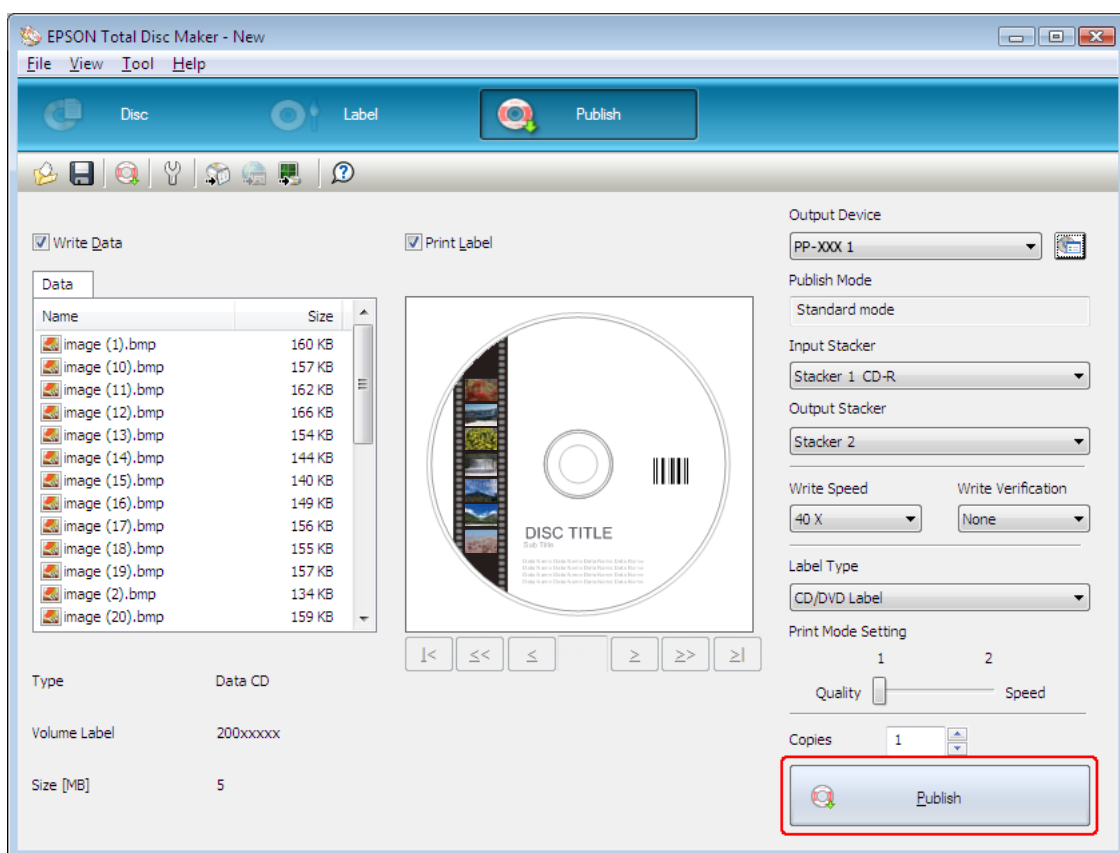 EPSON Total Disc Maker - New
File View Tool Help
Disc Label Publish
Write Data
Data
Name Size
image (1).bmp 160 KB
image (10).bmp 157 KB
image (11).bmp 162 KB
image (12).bmp 166 KB
image (13).bmp 154 KB
image (14).bmp 144 KB
image (15).bmp 140 KB
image (16).bmp 149 KB
image (17).bmp 156 KB
image (18).bmp 155 KB
image (19).bmp 157 KB
image (2).bmp 134 KB
image (20).bmp 159 KB
Type Data CD
Volume Label 200xxxxx
Size [MB] 5
Print Label
DISC TITLE
Sub Title
|< << < > >> >|
Output Device
PP-XXX 1
Publish Mode
Standard mode
Input Stacker
Stacker 1 CD-R
Output Stacker
Stacker 2
Write Speed Write Verification
40 X None
Label Type
CD/DVD Label
Print Mode Setting
1 2
Quality Speed
Copies 1
Publish